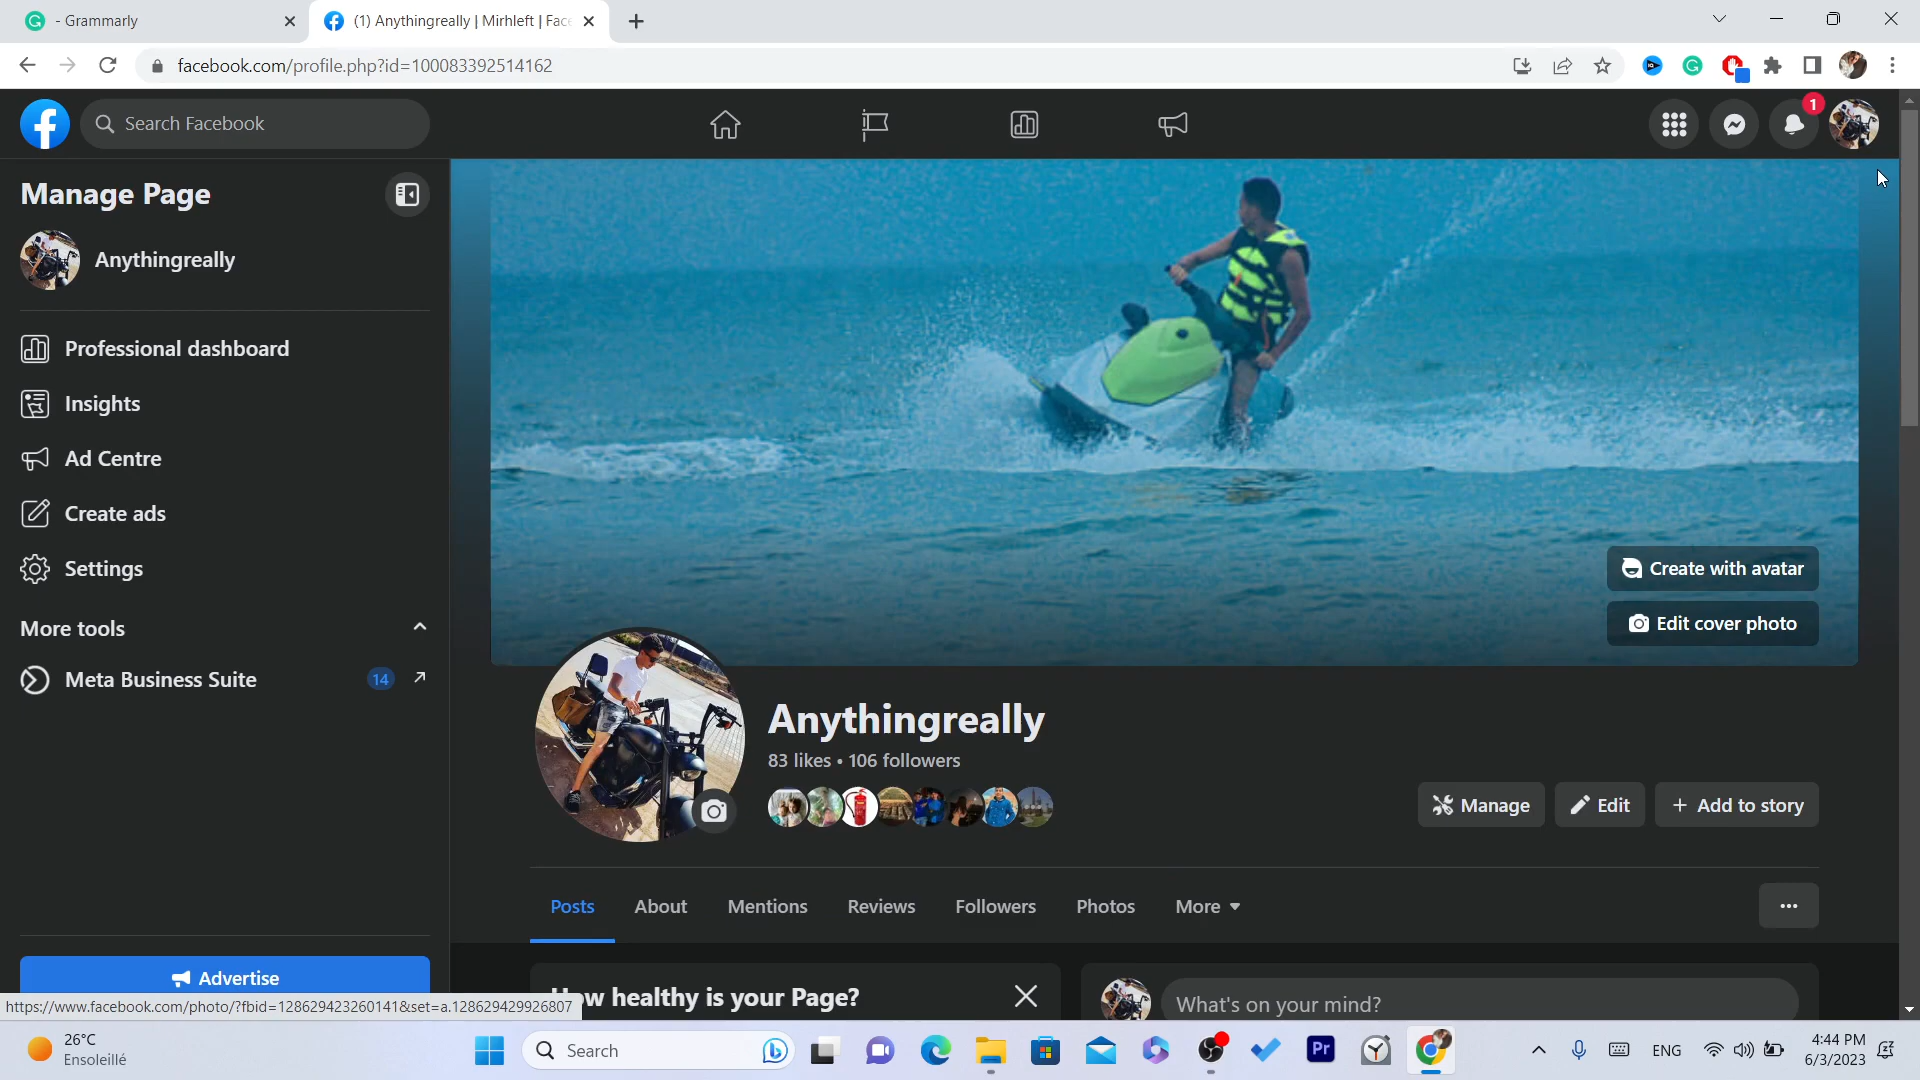 - Grammarly
(1) Anythingreally | Mirhleft | Fac
facebook.com/profile.php?id=100083392514162
Search Facebook
1
Manage Page
Anythingreally
Professional dashboard
Insights
Ad Centre
Create ads
Settings
More tools
Meta Business Suite
14
Advertise
https://www.facebook.com/photo/?fbid=128629423260141&set=a.128629429926807
Create with avatar
Edit cover photo
Anythingreally
83 likes • 106 followers
Manage
Edit
+ Add to story
Posts
About
Mentions
Reviews
Followers
Photos
More
ow healthy is your Page?
What's on your mind?
26°C
Ensoleillé
Search
Pr
ENG
4:44 PM
6/3/2023